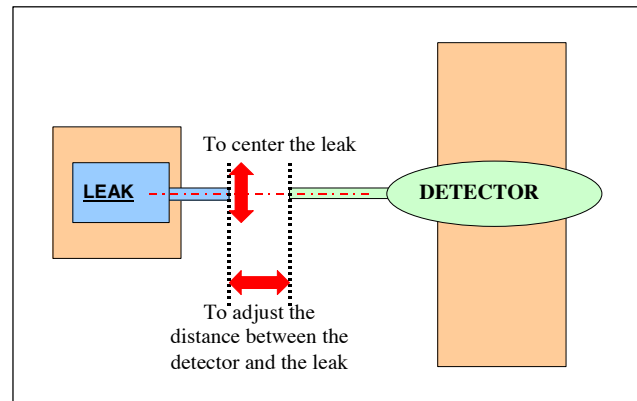 To center the leak
LEAK
DETECTOR
To adjust the
distance between the
detector and the leak